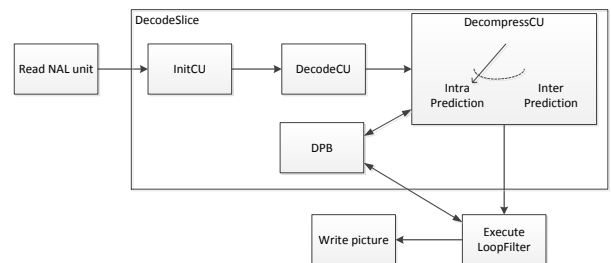 DecodeSlice
DecompressCU
Read NAL unit
InitCU
DecodeCU
Intra
Prediction
Inter
Prediction
DPB
Write picture
Execute
LoopFilter